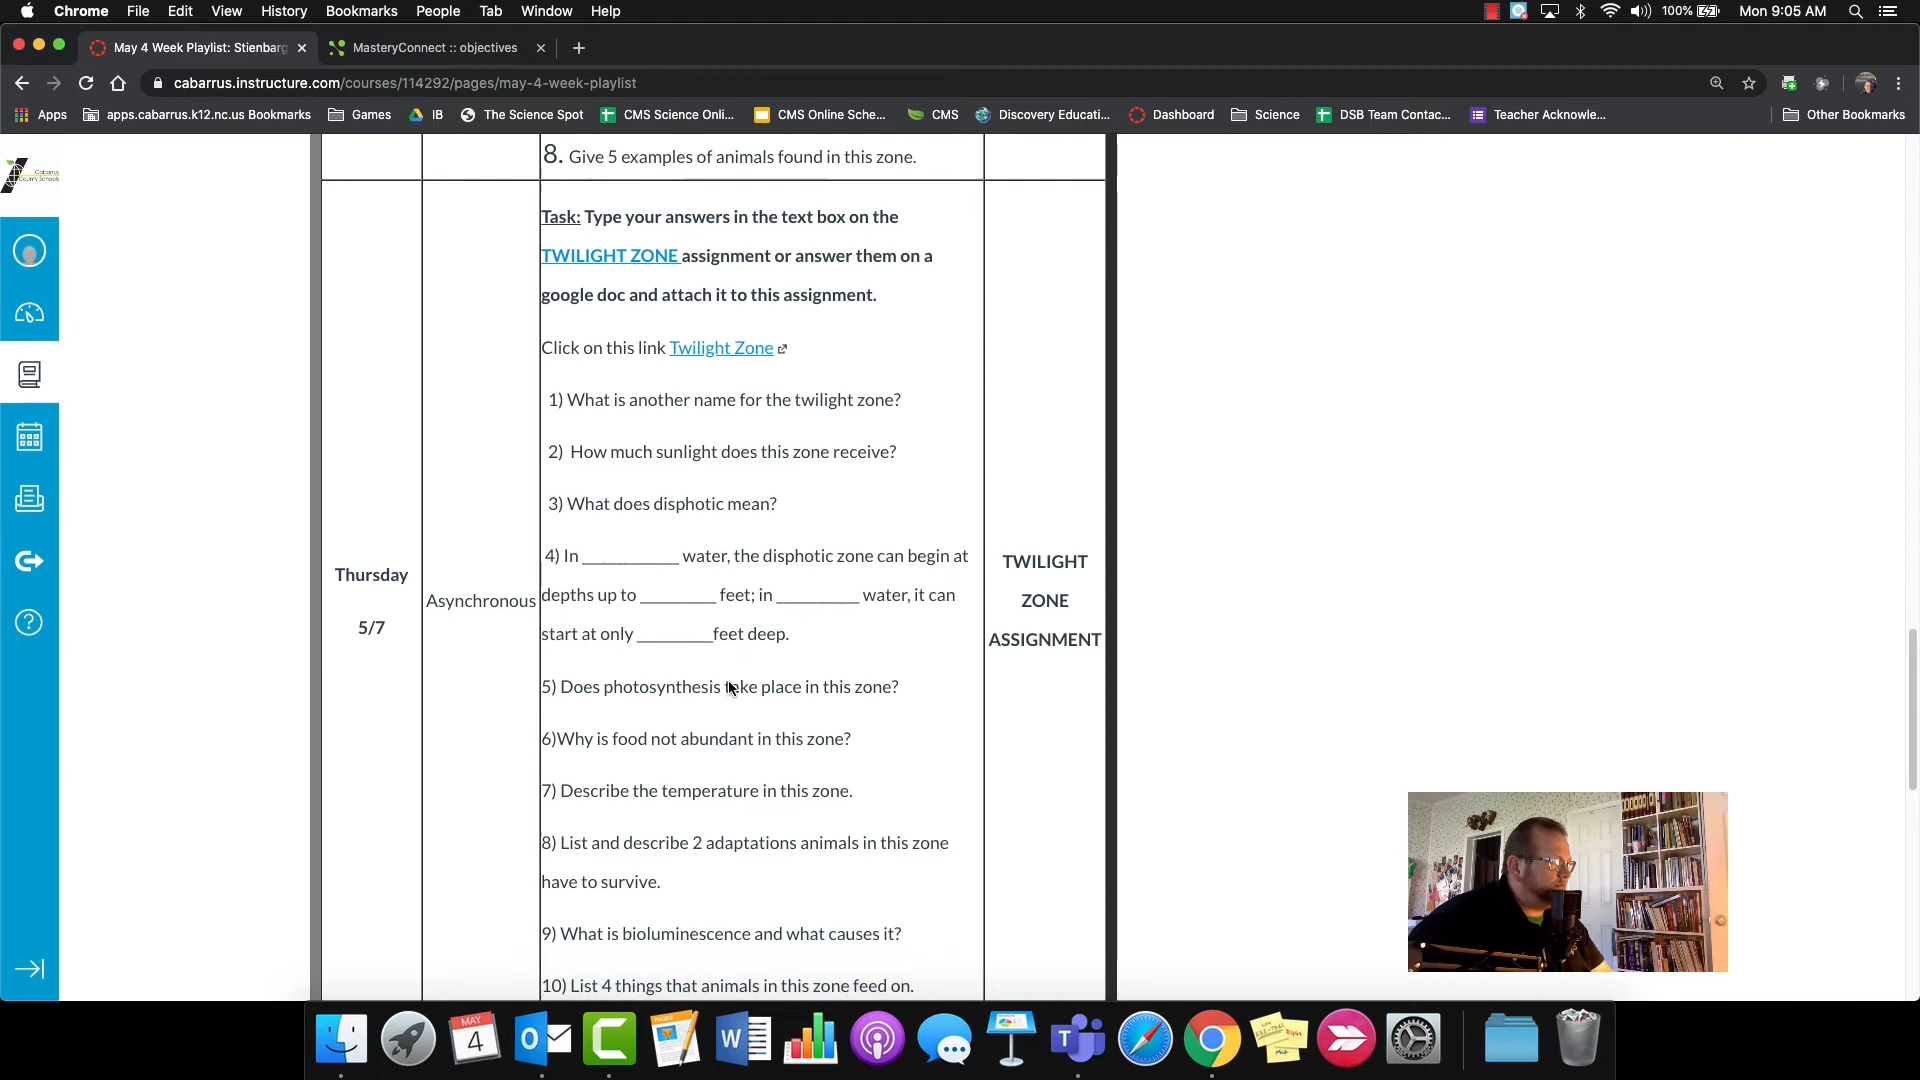 Chrome File Edit View History Bookmarks People Tab Window Help 100% Mon 9:05 AM
May 4 Week Playlist: Stienbarg MasteryConnect :: objectives
cabarrus.instructure.com/courses/114292/pages/may-4-week-playlist
Apps apps.cabarrus.k12.nc.us Bookmarks Games IB The Science Spot CMS Science Onli... CMS Online Sche... CMS Discovery Educati... Dashboard Science DSB Team Contac... Teacher Acknowle... Other Bookmarks
Cabarrus
County Schools
8. Give 5 examples of animals found in this zone.
Thursday
5/7
Asynchronous
Task: Type your answers in the text box on the
TWILIGHT ZONE assignment or answer them on a
google doc and attach it to this assignment.
Click on this link Twilight Zone
1) What is another name for the twilight zone?
2) How much sunlight does this zone receive?
3) What does disphotic mean?
4) In ____________ water, the disphotic zone can begin at
depths up to _________ feet; in __________ water, it can
start at only _________feet deep.
5) Does photosynthesis take place in this zone?
6)Why is food not abundant in this zone?
7) Describe the temperature in this zone.
8) List and describe 2 adaptations animals in this zone
have to survive.
9) What is bioluminescence and what causes it?
10) List 4 things that animals in this zone feed on.
TWILIGHT
ZONE
ASSIGNMENT
MAY
4